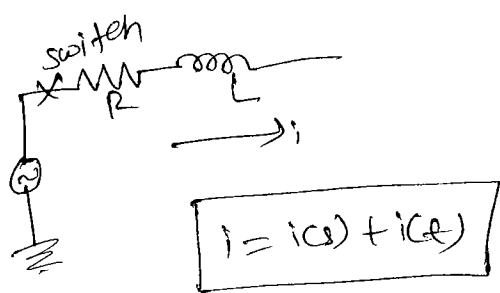 switch
R
L
i
i = i(s) + i(t)